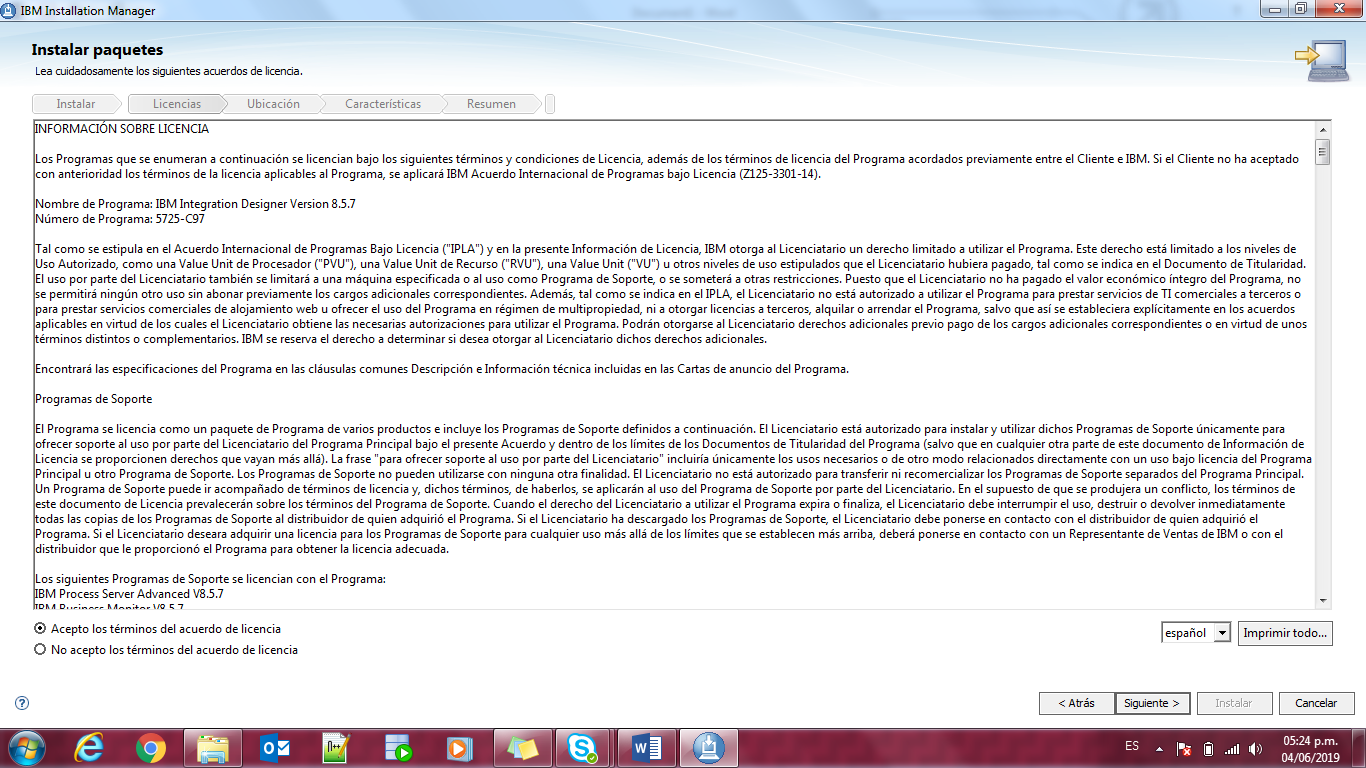 IBM Installation Manager
Instalar paquetes
Lea cuidadosamente los siguientes acuerdos de licencia.
Instalar
Licencias
Ubicación
Características
Resumen
INFORMACIÓN SOBRE LICENCIA
Los Programas que se enumeran a continuación se licencian bajo los siguientes términos y condiciones de Licencia, además de los términos de licencia del Programa acordados previamente entre el Cliente e IBM. Si el Cliente no ha aceptado
con anterioridad los términos de la licencia aplicables al Programa, se aplicará IBM Acuerdo Internacional de Programas bajo Licencia (Z125-3301-14).
Nombre de Programa: IBM Integration Designer Version 8.5.7
Número de Programa: 5725-C97
Tal como se estipula en el Acuerdo Internacional de Programas Bajo Licencia ("IPLA") y en la presente Información de Licencia, IBM otorga al Licenciatario un derecho limitado a utilizar el Programa. Este derecho está limitado a los niveles de
Uso Autorizado, como una Value Unit de Procesador ("PVU"), una Value Unit de Recurso ("RVU"), una Value Unit ("VU") u otros niveles de uso estipulados que el Licenciatario hubiera pagado, tal como se indica en el Documento de Titularidad.
El uso por parte del Licenciatario también se limitará a una máquina especificada o al uso como Programa de Soporte, o se someterá a otras restricciones. Puesto que el Licenciatario no ha pagado el valor económico íntegro del Programa, no
se permitirá ningún otro uso sin abonar previamente los cargos adicionales correspondientes. Además, tal como se indica en el IPLA, el Licenciatario no está autorizado a utilizar el Programa para prestar servicios de TI comerciales a terceros o
para prestar servicios comerciales de alojamiento web u ofrecer el uso del Programa en régimen de multipropiedad, ni a otorgar licencias a terceros, alquilar o arrendar el Programa, salvo que así se estableciera explícitamente en los acuerdos
aplicables en virtud de los cuales el Licenciatario obtiene las necesarias autorizaciones para utilizar el Programa. Podrán otorgarse al Licenciatario derechos adicionales previo pago de los cargos adicionales correspondientes o en virtud de unos
términos distintos o complementarios. IBM se reserva el derecho a determinar si desea otorgar al Licenciatario dichos derechos adicionales.
Encontrará las especificaciones del Programa en las cláusulas comunes Descripción e Información técnica incluidas en las Cartas de anuncio del Programa.
Programas de Soporte
El Programa se licencia como un paquete de Programa de varios productos e incluye los Programas de Soporte definidos a continuación. El Licenciatario está autorizado para instalar y utilizar dichos Programas de Soporte únicamente para
ofrecer soporte al uso por parte del Licenciatario del Programa Principal bajo el presente Acuerdo y dentro de los límites de los Documentos de Titularidad del Programa (salvo que en cualquier otra parte de este documento de Información de
Licencia se proporcionen derechos que vayan más allá). La frase "para ofrecer soporte al uso por parte del Licenciatario" incluiría únicamente los usos necesarios o de otro modo relacionados directamente con un uso bajo licencia del Programa
Principal u otro Programa de Soporte. Los Programas de Soporte no pueden utilizarse con ninguna otra finalidad. El Licenciatario no está autorizado para transferir ni recomercializar los Programas de Soporte separados del Programa Principal.
Un Programa de Soporte puede ir acompañado de términos de licencia y, dichos términos, de haberlos, se aplicarán al uso del Programa de Soporte por parte del Licenciatario. En el supuesto de que se produjera un conflicto, los términos de
este documento de Licencia prevalecerán sobre los términos del Programa de Soporte. Cuando el derecho del Licenciatario a utilizar el Programa expira o finaliza, el Licenciatario debe interrumpir el uso, destruir o devolver inmediatamente
todas las copias de los Programas de Soporte al distribuidor de quien adquirió el Programa. Si el Licenciatario ha descargado los Programas de Soporte, el Licenciatario debe ponerse en contacto con el distribuidor de quien adquirió el
Programa. Si el Licenciatario deseara adquirir una licencia para los Programas de Soporte para cualquier uso más allá de los límites que se establecen más arriba, deberá ponerse en contacto con un Representante de Ventas de IBM o con el
distribuidor que le proporcionó el Programa para obtener la licencia adecuada.
Los siguientes Programas de Soporte se licencian con el Programa:
IBM Process Server Advanced V8.5.7
IBM Business Monitor V8.5.7
Acepto los términos del acuerdo de licencia
español
Imprimir todo...
No acepto los términos del acuerdo de licencia
< Atrás
Siguiente >
Instalar
Cancelar
ES
05:24 p.m.
04/06/2019